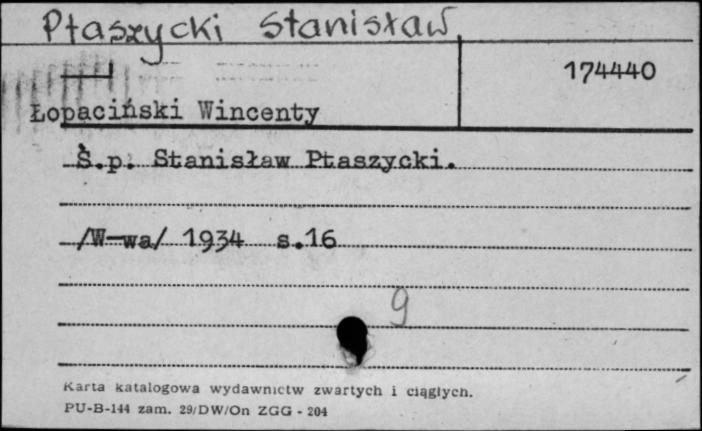 Ptaszycki Stanisław
174440
Łopaciński Wincenty
Ś.p. Stanisław Ptaszycki.
/W-wa/ 1934 s.16
9
Karta katalogowa wydawnictw zwartych i ciągłych.
PU-B-144 zam. 29/DW/On ZGG - 204